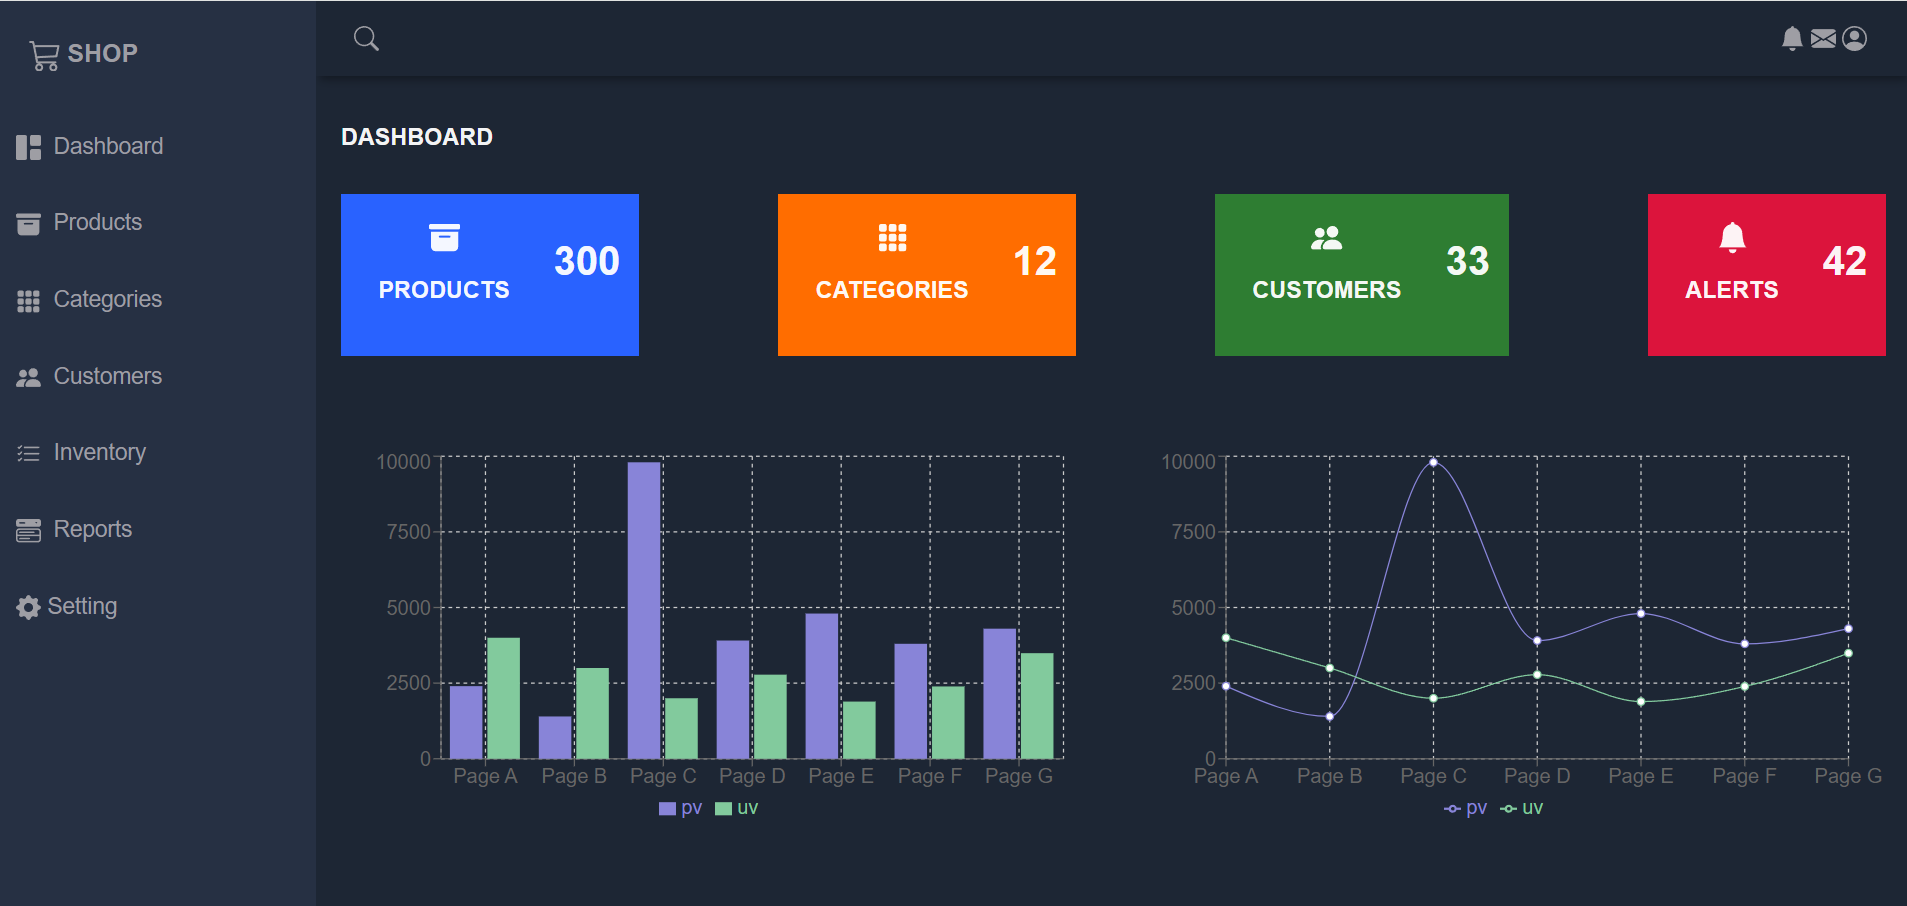 SHOP
Dashboard
Products
Categories
Customers
Inventory
Reports
Setting
DASHBOARD
PRODUCTS 300
CATEGORIES 12
CUSTOMERS 33
ALERTS 42
10000
7500
5000
2500
0
Page A Page B Page C Page D Page E Page F Page G
pv uv
10000
7500
5000
2500
0
Page A Page B Page C Page D Page E Page F Page G
pv uv